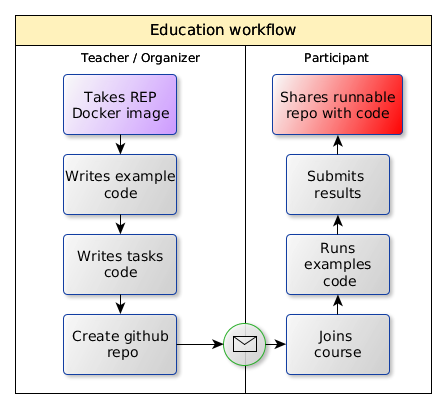 Education workflow
Teacher / Organizer
Participant
Takes REP
Docker image
Writes example
code
Writes tasks
code
Create github
repo
Joins
course
Runs
examples
code
Submits
results
Shares runnable
repo with code